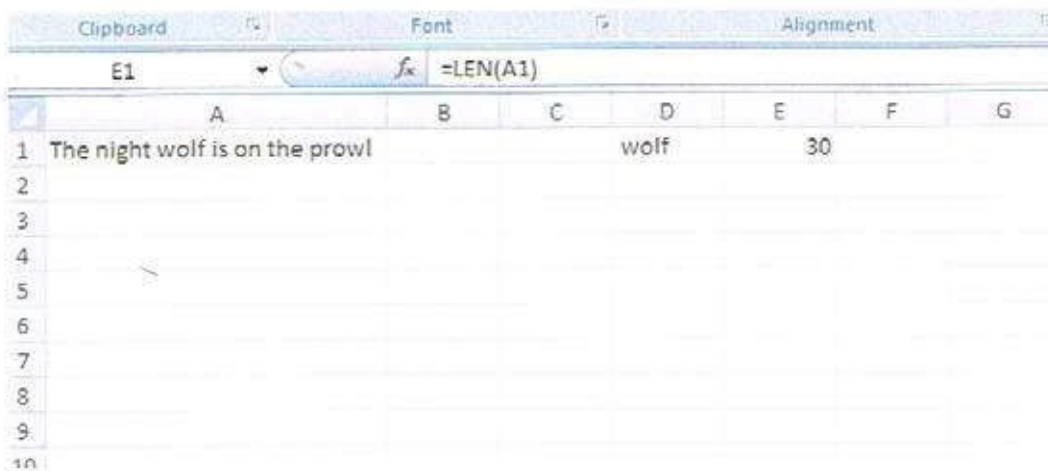 Clipboard Font Alignment
E1 fx =LEN(A1)
A B C D E F G
1 The night wolf is on the prowl wolf 30
2
3
4
5
6
7
8
9
10